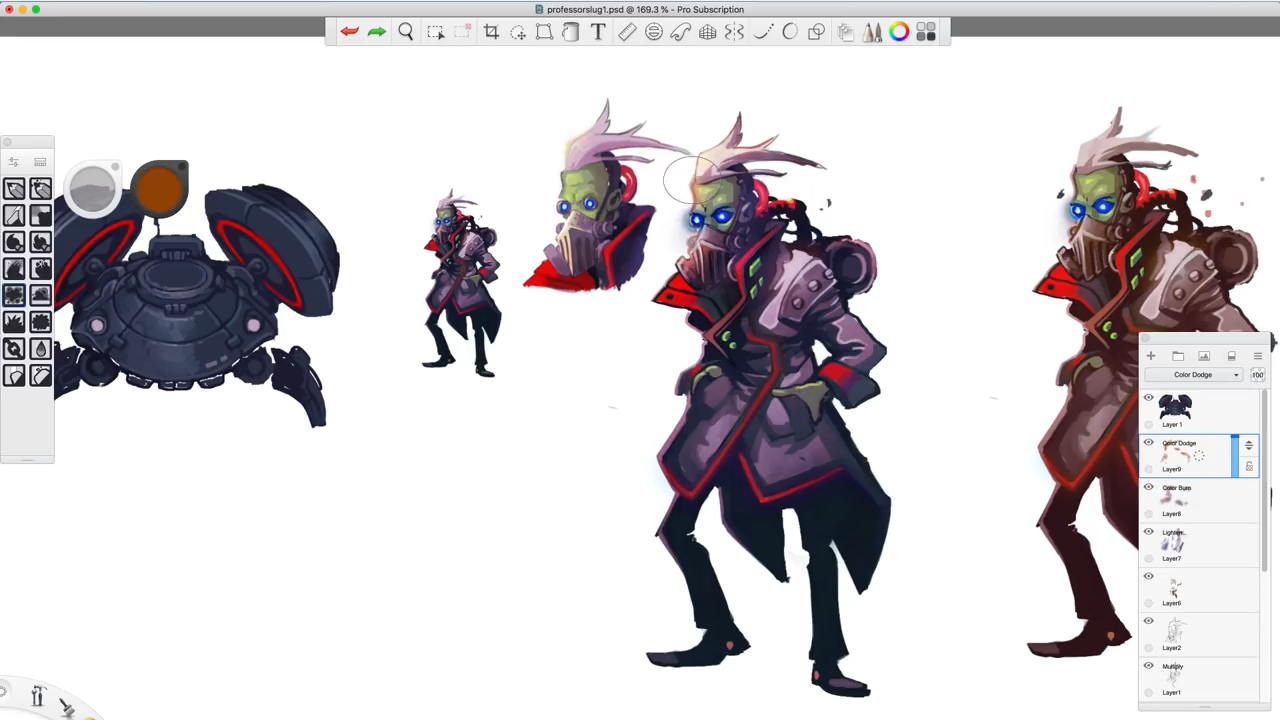 professorslug1.psd @ 169.3 % - Pro Subscription
T
Color Dodge
100
Layer 1
Color Dodge
Layer9
Color Burn
Layer8
Lighten...
Layer7
Layer6
Layer2
Multiply
Layer1